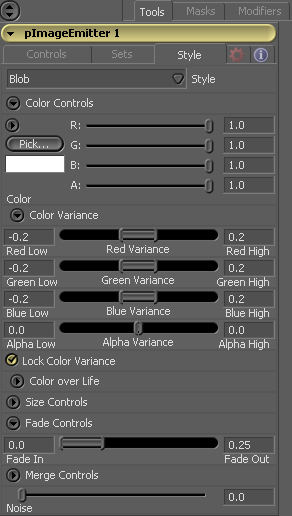 Tools Masks Modifiers
pImageEmitter 1
Controls Sets Style
Blob Style
Color Controls
R: 1.0
Pick... G: 1.0
B: 1.0
A: 1.0
Color
Color Variance
-0.2 0.2
Red Low Red Variance Red High
-0.2 0.2
Green Low Green Variance Green High
-0.2 0.2
Blue Low Blue Variance Blue High
0.0 0.0
Alpha Low Alpha Variance Alpha High
Lock Color Variance
Color over Life
Size Controls
Fade Controls
0.0 0.25
Fade In Fade Out
Merge Controls
0.0
Noise